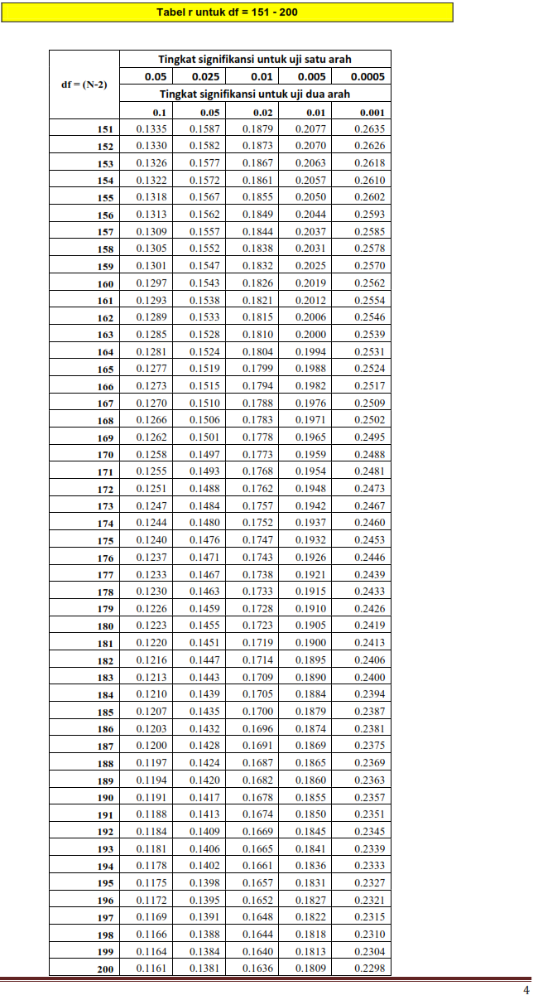 Tabel r untuk df = 151 - 200
df = (N-2)
Tingkat signifikansi untuk uji satu arah
0.05 0.025 0.01 0.005 0.0005
Tingkat signifikansi untuk uji dua arah
0.1 0.05 0.02 0.01 0.001
151 0.1335 0.1587 0.1879 0.2077 0.2635
152 0.1330 0.1582 0.1873 0.2070 0.2626
153 0.1326 0.1577 0.1867 0.2063 0.2618
154 0.1322 0.1572 0.1861 0.2057 0.2610
155 0.1318 0.1567 0.1855 0.2050 0.2602
156 0.1313 0.1562 0.1849 0.2044 0.2593
157 0.1309 0.1557 0.1844 0.2037 0.2585
158 0.1305 0.1552 0.1838 0.2031 0.2578
159 0.1301 0.1547 0.1832 0.2025 0.2570
160 0.1297 0.1543 0.1826 0.2019 0.2562
161 0.1293 0.1538 0.1821 0.2012 0.2554
162 0.1289 0.1533 0.1815 0.2006 0.2546
163 0.1285 0.1528 0.1810 0.2000 0.2539
164 0.1281 0.1524 0.1804 0.1994 0.2531
165 0.1277 0.1519 0.1799 0.1988 0.2524
166 0.1273 0.1515 0.1794 0.1982 0.2517
167 0.1270 0.1510 0.1788 0.1976 0.2509
168 0.1266 0.1506 0.1783 0.1971 0.2502
169 0.1262 0.1501 0.1778 0.1965 0.2495
170 0.1258 0.1497 0.1773 0.1959 0.2488
171 0.1255 0.1493 0.1768 0.1954 0.2481
172 0.1251 0.1488 0.1762 0.1948 0.2473
173 0.1247 0.1484 0.1757 0.1942 0.2467
174 0.1244 0.1480 0.1752 0.1937 0.2460
175 0.1240 0.1476 0.1747 0.1932 0.2453
176 0.1237 0.1471 0.1743 0.1926 0.2446
177 0.1233 0.1467 0.1738 0.1921 0.2439
178 0.1230 0.1463 0.1733 0.1915 0.2433
179 0.1226 0.1459 0.1728 0.1910 0.2426
180 0.1223 0.1455 0.1723 0.1905 0.2419
181 0.1220 0.1451 0.1719 0.1900 0.2413
182 0.1216 0.1447 0.1714 0.1895 0.2406
183 0.1213 0.1443 0.1709 0.1890 0.2400
184 0.1210 0.1439 0.1705 0.1884 0.2394
185 0.1207 0.1435 0.1700 0.1879 0.2387
186 0.1203 0.1432 0.1696 0.1874 0.2381
187 0.1200 0.1428 0.1691 0.1869 0.2375
188 0.1197 0.1424 0.1687 0.1865 0.2369
189 0.1194 0.1420 0.1682 0.1860 0.2363
190 0.1191 0.1417 0.1678 0.1855 0.2357
191 0.1188 0.1413 0.1674 0.1850 0.2351
192 0.1184 0.1409 0.1669 0.1845 0.2345
193 0.1181 0.1406 0.1665 0.1841 0.2339
194 0.1178 0.1402 0.1661 0.1836 0.2333
195 0.1175 0.1398 0.1657 0.1831 0.2327
196 0.1172 0.1395 0.1652 0.1827 0.2321
197 0.1169 0.1391 0.1648 0.1822 0.2315
198 0.1166 0.1388 0.1644 0.1818 0.2310
199 0.1164 0.1384 0.1640 0.1813 0.2304
200 0.1161 0.1381 0.1636 0.1809 0.2298
4